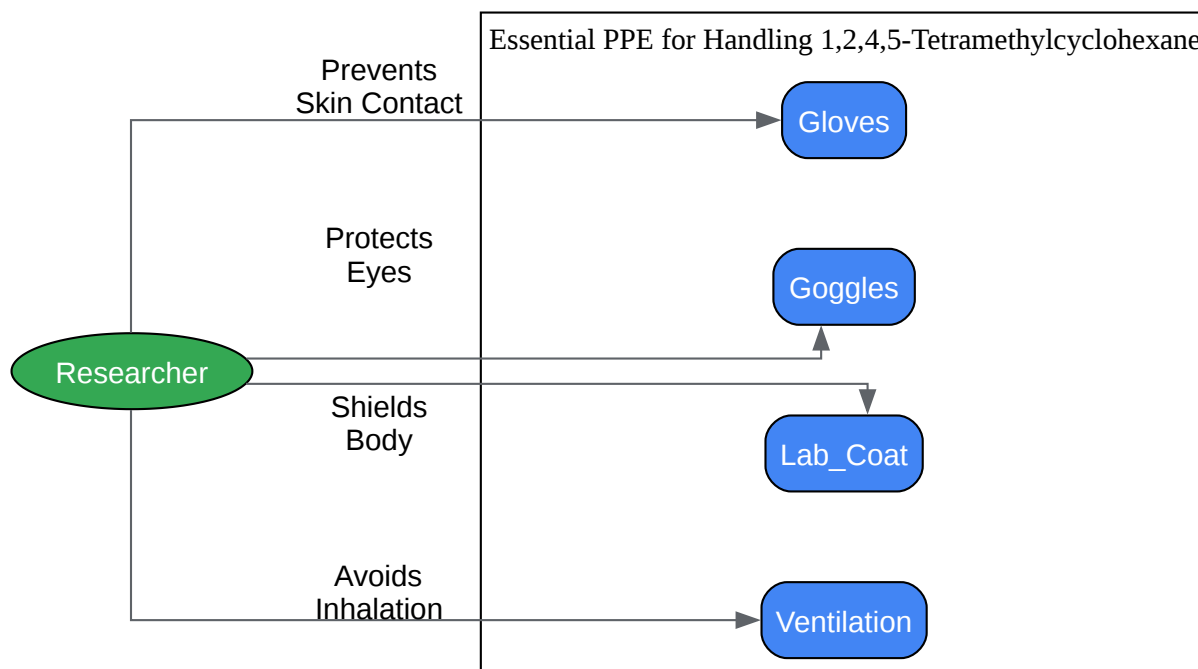 Essential PPE for Handling 1,2,4,5-Tetramethylcyclohexane
Prevents
Skin Contact
Gloves
Protects
Eyes
Goggles
Researcher
Shields
Body
Lab_Coat
Avoids
Inhalation
Ventilation